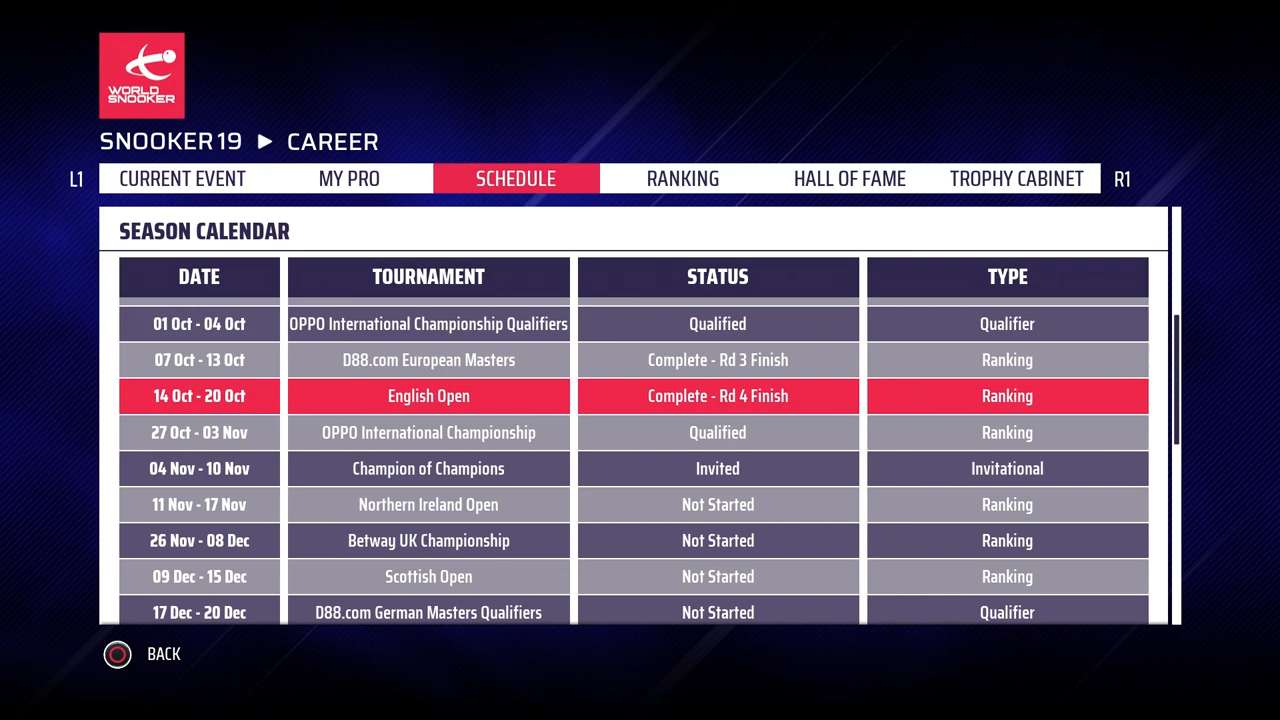 WORLD
SNOOKER
SNOOKER 19 ► CAREER
L1 CURRENT EVENT MY PRO SCHEDULE RANKING HALL OF FAME TROPHY CABINET R1
SEASON CALENDAR
DATE TOURNAMENT STATUS TYPE
01 Oct - 04 Oct OPPO International Championship Qualifiers Qualified Qualifier
07 Oct - 13 Oct D88.com European Masters Complete - Rd 3 Finish Ranking
14 Oct - 20 Oct English Open Complete - Rd 4 Finish Ranking
27 Oct - 03 Nov OPPO International Championship Qualified Ranking
04 Nov - 10 Nov Champion of Champions Invited Invitational
11 Nov - 17 Nov Northern Ireland Open Not Started Ranking
26 Nov - 08 Dec Betway UK Championship Not Started Ranking
09 Dec - 15 Dec Scottish Open Not Started Ranking
17 Dec - 20 Dec D88.com German Masters Qualifiers Not Started Qualifier
BACK